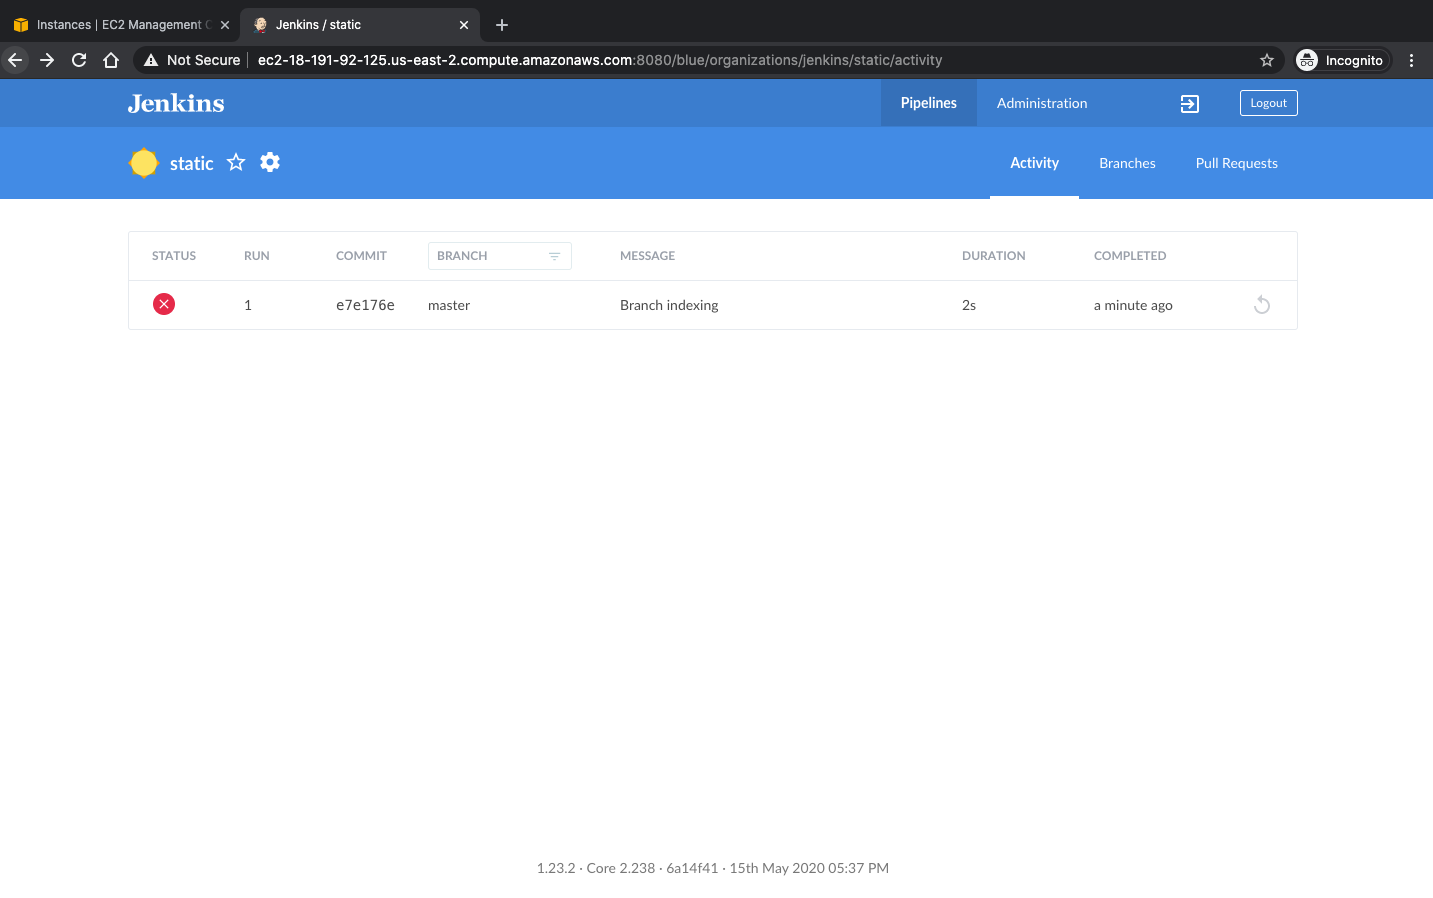 Instances | EC2 Management C
Jenkins / static
Not Secure
ec2-18-191-92-125.us-east-2.compute.amazonaws.com:8080/blue/organizations/jenkins/static/activity
Incognito
Jenkins
Pipelines
Administration
Logout
static
Activity
Branches
Pull Requests
STATUS RUN COMMIT BRANCH MESSAGE DURATION COMPLETED
1 e7e176e master Branch indexing 2s a minute ago
1.23.2 · Core 2.238 · 6a14f41 · 15th May 2020 05:37 PM